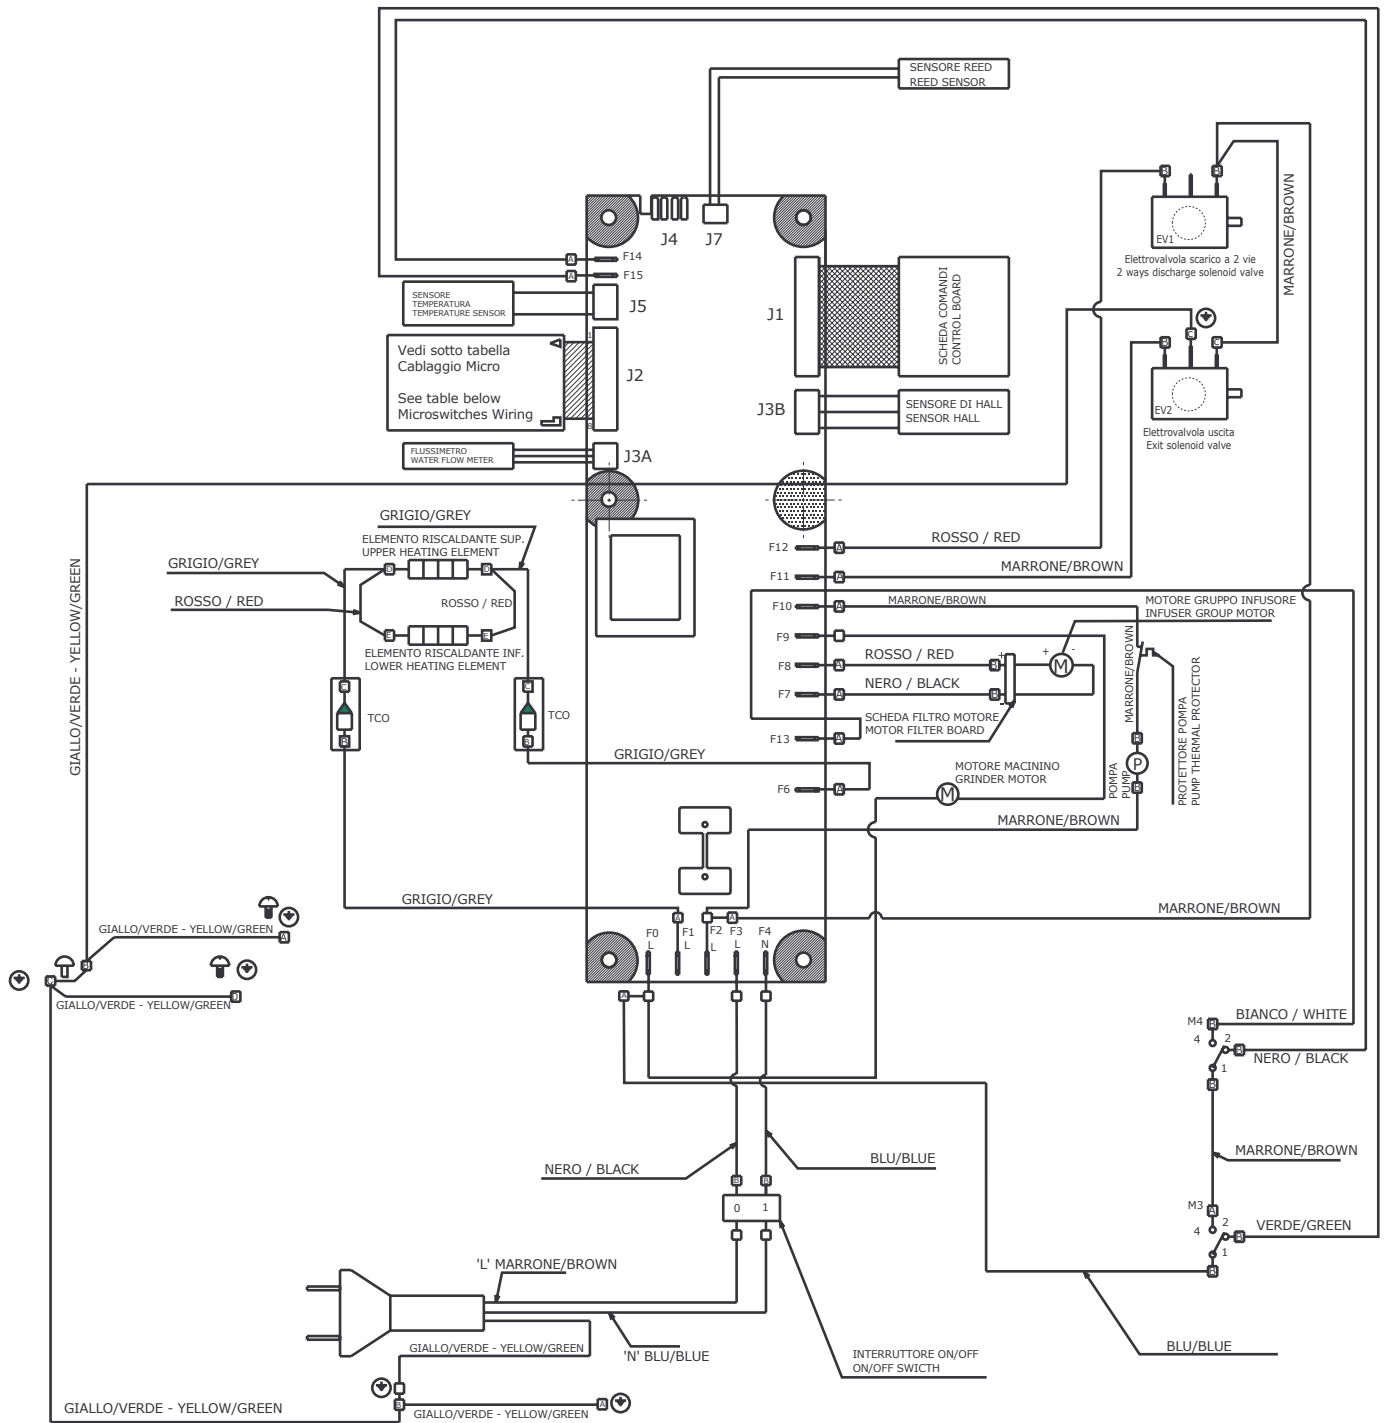 SENSORE REED
REED SENSOR
J4
J7
MARRONE/BROWN
B
B
EV1
Elettrovalvola scarico a 2 vie
2 ways discharge solenoid valve
A
F14
A
F15
SENSORE
TEMPERATURA
TEMPERATURE SENSOR
J5
J1
SCHEDA COMANDI
CONTROL BOARD
Vedi sotto tabella
Cablaggio Micro
See table below
Microswitches Wiring
1
8
J2
B
C
C
EV2
Elettrovalvola uscita
Exit solenoid valve
J3B
SENSORE DI HALL
SENSOR HALL
FLUSSIMETRO
WATER FLOW METER
J3A
GRIGIO/GREY
ELEMENTO RISCALDANTE SUP.
UPPER HEATING ELEMENT
GRIGIO/GREY
D
D
ROSSO / RED
ROSSO / RED
E
E
ELEMENTO RISCALDANTE INF.
LOWER HEATING ELEMENT
GIALLO/VERDE - YELLOW/GREEN
F12
A
ROSSO / RED
F11
A
MARRONE/BROWN
F10
A
MARRONE/BROWN
MOTORE GRUPPO INFUSORE
INFUSER GROUP MOTOR
F9
F8
A
ROSSO / RED
B
+
+
M
-
F7
A
NERO / BLACK
B
-
MARRONE/BROWN
C
B
TCO
C
B
TCO
SCHEDA FILTRO MOTORE
MOTOR FILTER BOARD
F13
A
GRIGIO/GREY
F6
A
MOTORE MACININO
GRINDER MOTOR
M
POMPA
PUMP
B
P
B
PROTETTORE POMPA
PUMP THERMAL PROTECTOR
MARRONE/BROWN
GRIGIO/GREY
A
A
MARRONE/BROWN
F0
L
F1
L
F2
L
F3
L
F4
N
GIALLO/VERDE - YELLOW/GREEN
A
B
C
GIALLO/VERDE - YELLOW/GREEN
D
A
M4
B
BIANCO / WHITE
4
2
B
NERO / BLACK
1
B
MARRONE/BROWN
NERO / BLACK
BLU/BLUE
B
B
0
1
M3
A
4
2
B
VERDE/GREEN
1
B
BLU/BLUE
'L' MARRONE/BROWN
'N' BLU/BLUE
GIALLO/VERDE - YELLOW/GREEN
INTERRUTTORE ON/OFF
ON/OFF SWICTH
GIALLO/VERDE - YELLOW/GREEN
B
GIALLO/VERDE - YELLOW/GREEN
A